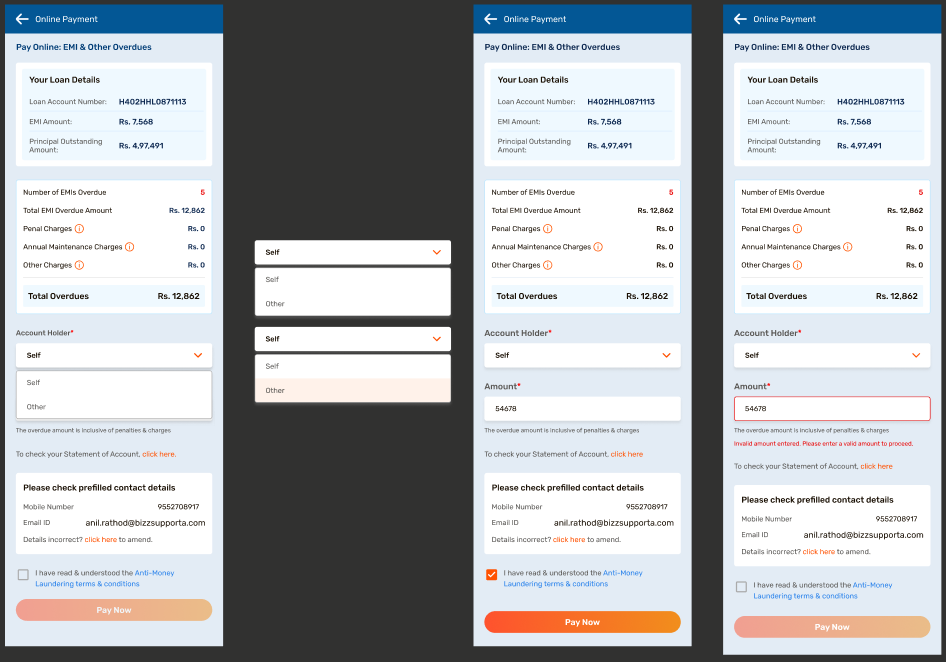 Online Payment
Pay Online: EMI & Other Overdues
Your Loan Details
Loan Account Number: H402HHL0871113
EMI Amount: Rs. 7,568
Principal Outstanding
Amount: Rs. 4,97,491
Number of EMIs Overdue 5
Total EMI Overdue Amount Rs. 12,862
Penal Charges Rs. 0
Annual Maintenance Charges Rs. 0
Other Charges Rs. 0
Total Overdues Rs. 12,862
Account Holder*
Self
Self
Other
The overdue amount is inclusive of penalties & charges
To check your Statement of Account, click here.
Please check prefilled contact details
Mobile Number 9552708917
Email ID anil.rathod@bizzsupporta.com
Details incorrect? click here to amend.
I have read & understood the Anti-Money
Laundering terms & conditions
Pay Now
Self
Self
Other
Self
Self
Other
Online Payment
Pay Online: EMI & Other Overdues
Your Loan Details
Loan Account Number: H402HHL0871113
EMI Amount: Rs. 7,568
Principal Outstanding
Amount: Rs. 4,97,491
Number of EMIs Overdue 5
Total EMI Overdue Amount Rs. 12,862
Penal Charges Rs. 0
Annual Maintenance Charges Rs. 0
Other Charges Rs. 0
Total Overdues Rs. 12,862
Account Holder*
Self
Amount*
54678
The overdue amount is inclusive of penalties & charges
To check your Statement of Account, click here
Please check prefilled contact details
Mobile Number 9552708917
Email ID anil.rathod@bizzsupporta.com
Details incorrect? click here to amend.
I have read & understood the Anti-Money
Laundering terms & conditions
Pay Now
Online Payment
Pay Online: EMI & Other Overdues
Your Loan Details
Loan Account Number: H402HHL0871113
EMI Amount: Rs. 7,568
Principal Outstanding
Amount: Rs. 4,97,491
Number of EMIs Overdue 5
Total EMI Overdue Amount Rs. 12,862
Penal Charges Rs. 0
Annual Maintenance Charges Rs. 0
Other Charges Rs. 0
Total Overdues Rs. 12,862
Account Holder*
Self
Amount*
54678
The overdue amount is inclusive of penalties & charges
Invalid amount entered. Please enter a valid amount to proceed.
To check your Statement of Account, click here
Please check prefilled contact details
Mobile Number 9552708917
Email ID anil.rathod@bizzsupporta.com
Details incorrect? click here to amend.
I have read & understood the Anti-Money
Laundering terms & conditions
Pay Now